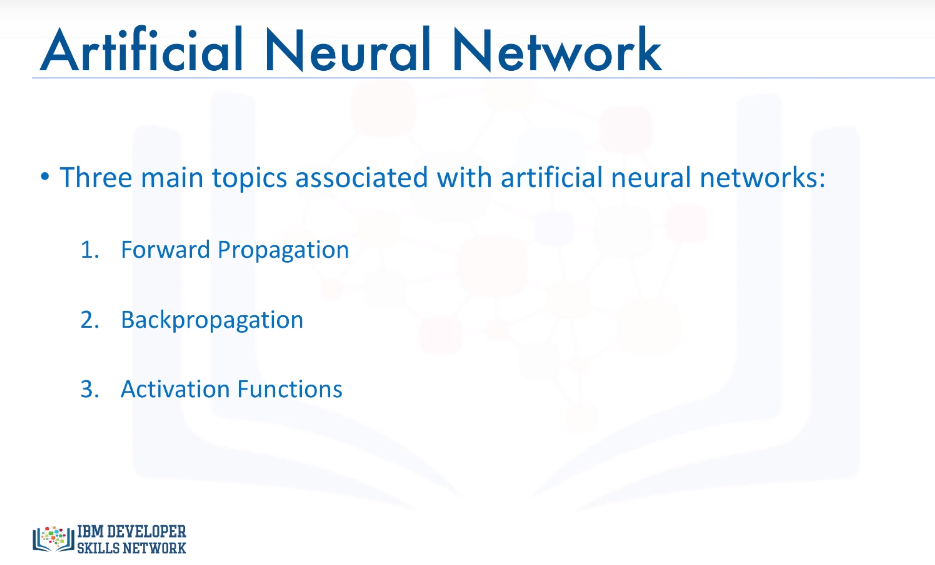 Artificial Neural Network
• Three main topics associated with artificial neural networks:
1. Forward Propagation
2. Backpropagation
3. Activation Functions
IBM DEVELOPER
SKILLS NETWORK